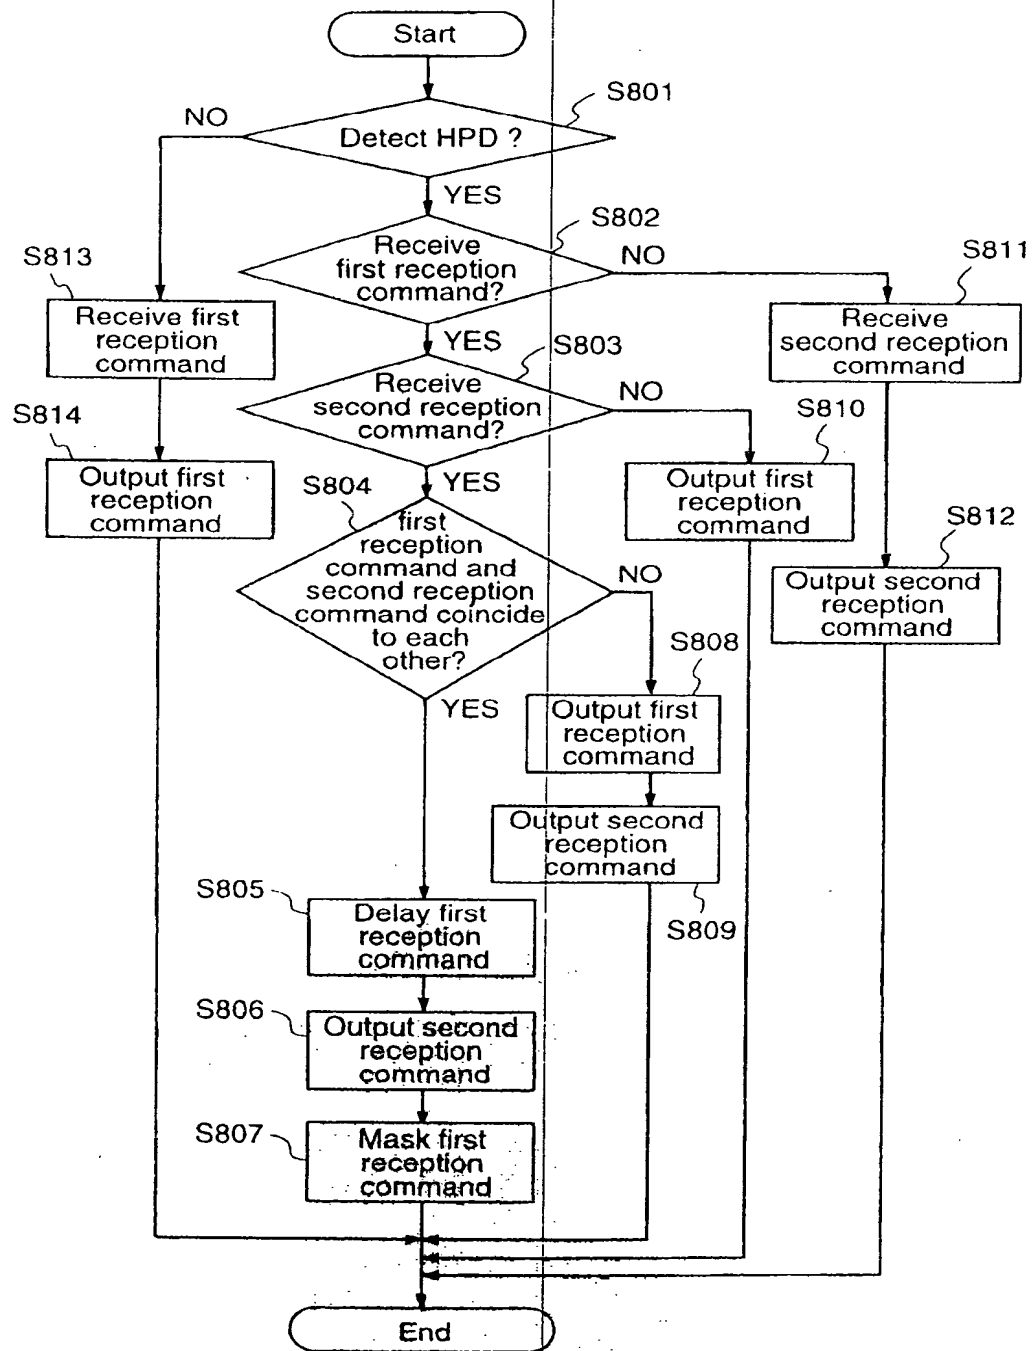 Start
S801
NO
Detect HPD ?
YES
S802
Receive
first reception
command?
NO
S813
S811
Receive first
reception
command
Receive
second reception
command
YES
S803
Receive
second reception
command?
NO
S814
S810
Output first
reception
command
YES
S804
Output first
reception
command
S812
first
reception
command and
second reception
command coincide
to each
other?
NO
Output second
reception
command
S808
YES
Output first
reception
command
Output second
reception
command
S805
S809
Delay first
reception
command
S806
Output second
reception
command
S807
Mask first
reception
command
End